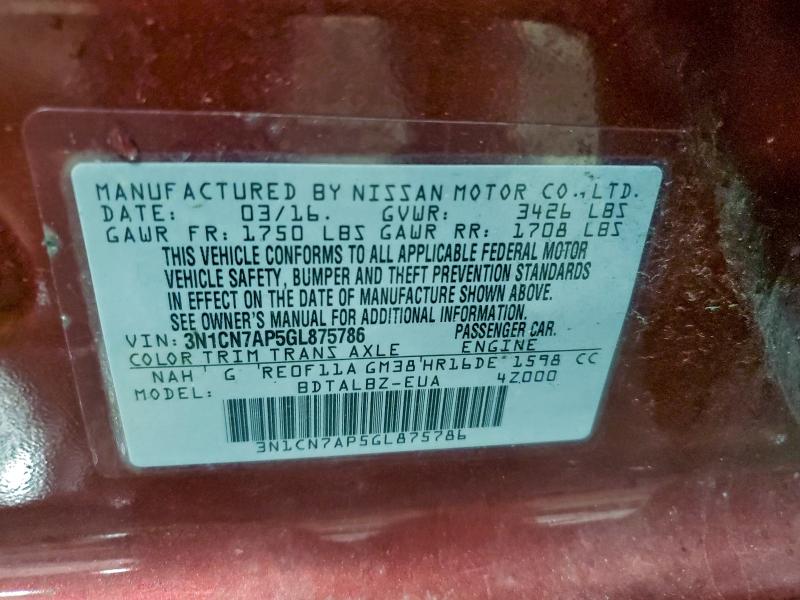 MANUFACTURED BY NISSAN MOTOR CO., LTD.
DATE: 03/16. GVWR: 3426 LBS
GAWR FR: 1750 LBS GAWR RR: 1708 LBS
THIS VEHICLE CONFORMS TO ALL APPLICABLE FEDERAL MOTOR
VEHICLE SAFETY, BUMPER AND THEFT PREVENTION STANDARDS
IN EFFECT ON THE DATE OF MANUFACTURE SHOWN ABOVE.
SEE OWNER'S MANUAL FOR ADDITIONAL INFORMATION.
VIN: 3N1CN7AP5GL875786 PASSENGER CAR.
COLOR TRIM TRANS AXLE ENGINE
NAH G RE0F11A GM38 HR16DE 1598 CC
MODEL: BDTALBZ-EUA 4Z000
3N1CN7AP5GL875786